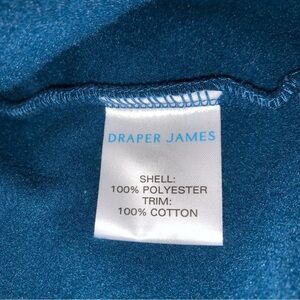 DRAPER JAMES
SHELL:
100% POLYESTER
TRIM:
100% COTTON